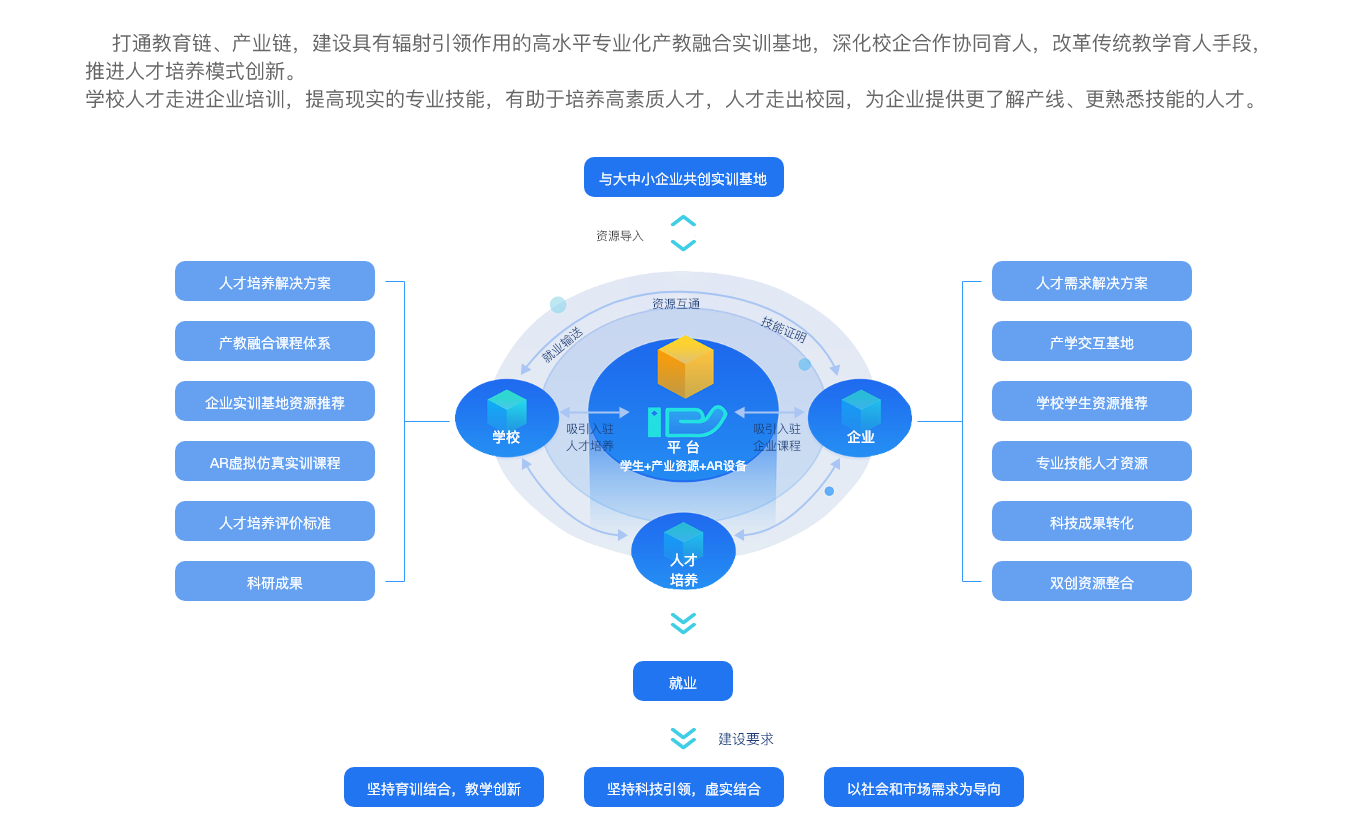 打通教育链、产业链，建设具有辐射引领作用的高水平专业化产教融合实训基地，深化校企合作协同育人，改革传统教学育人手段，
推进人才培养模式创新。
学校人才走进企业培训，提高现实的专业技能，有助于培养高素质人才，人才走出校园，为企业提供更了解产线、更熟悉技能的人才。
与大中小企业共创实训基地
资源导入
人才培养解决方案
产教融合课程体系
企业实训基地资源推荐
AR虚拟仿真实训课程
人才培养评价标准
科研成果
资源互通
就业输送
技能证明
学校
吸引入驻
人才培养
平 台
学生+产业资源+AR设备
吸引入驻
企业课程
企业
人才
培养
人才需求解决方案
产学交互基地
学校学生资源推荐
专业技能人才资源
科技成果转化
双创资源整合
就业
建设要求
坚持育训结合，教学创新
坚持科技引领，虚实结合
以社会和市场需求为导向